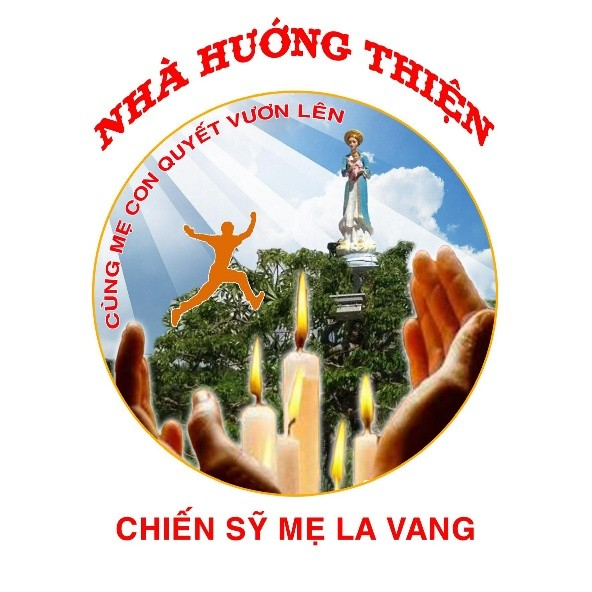 NHÀ HƯỚNG THIỆN
CÙNG MẸ CON QUYẾT VƯƠN LÊN
CHIẾN SỸ MẸ LA VANG